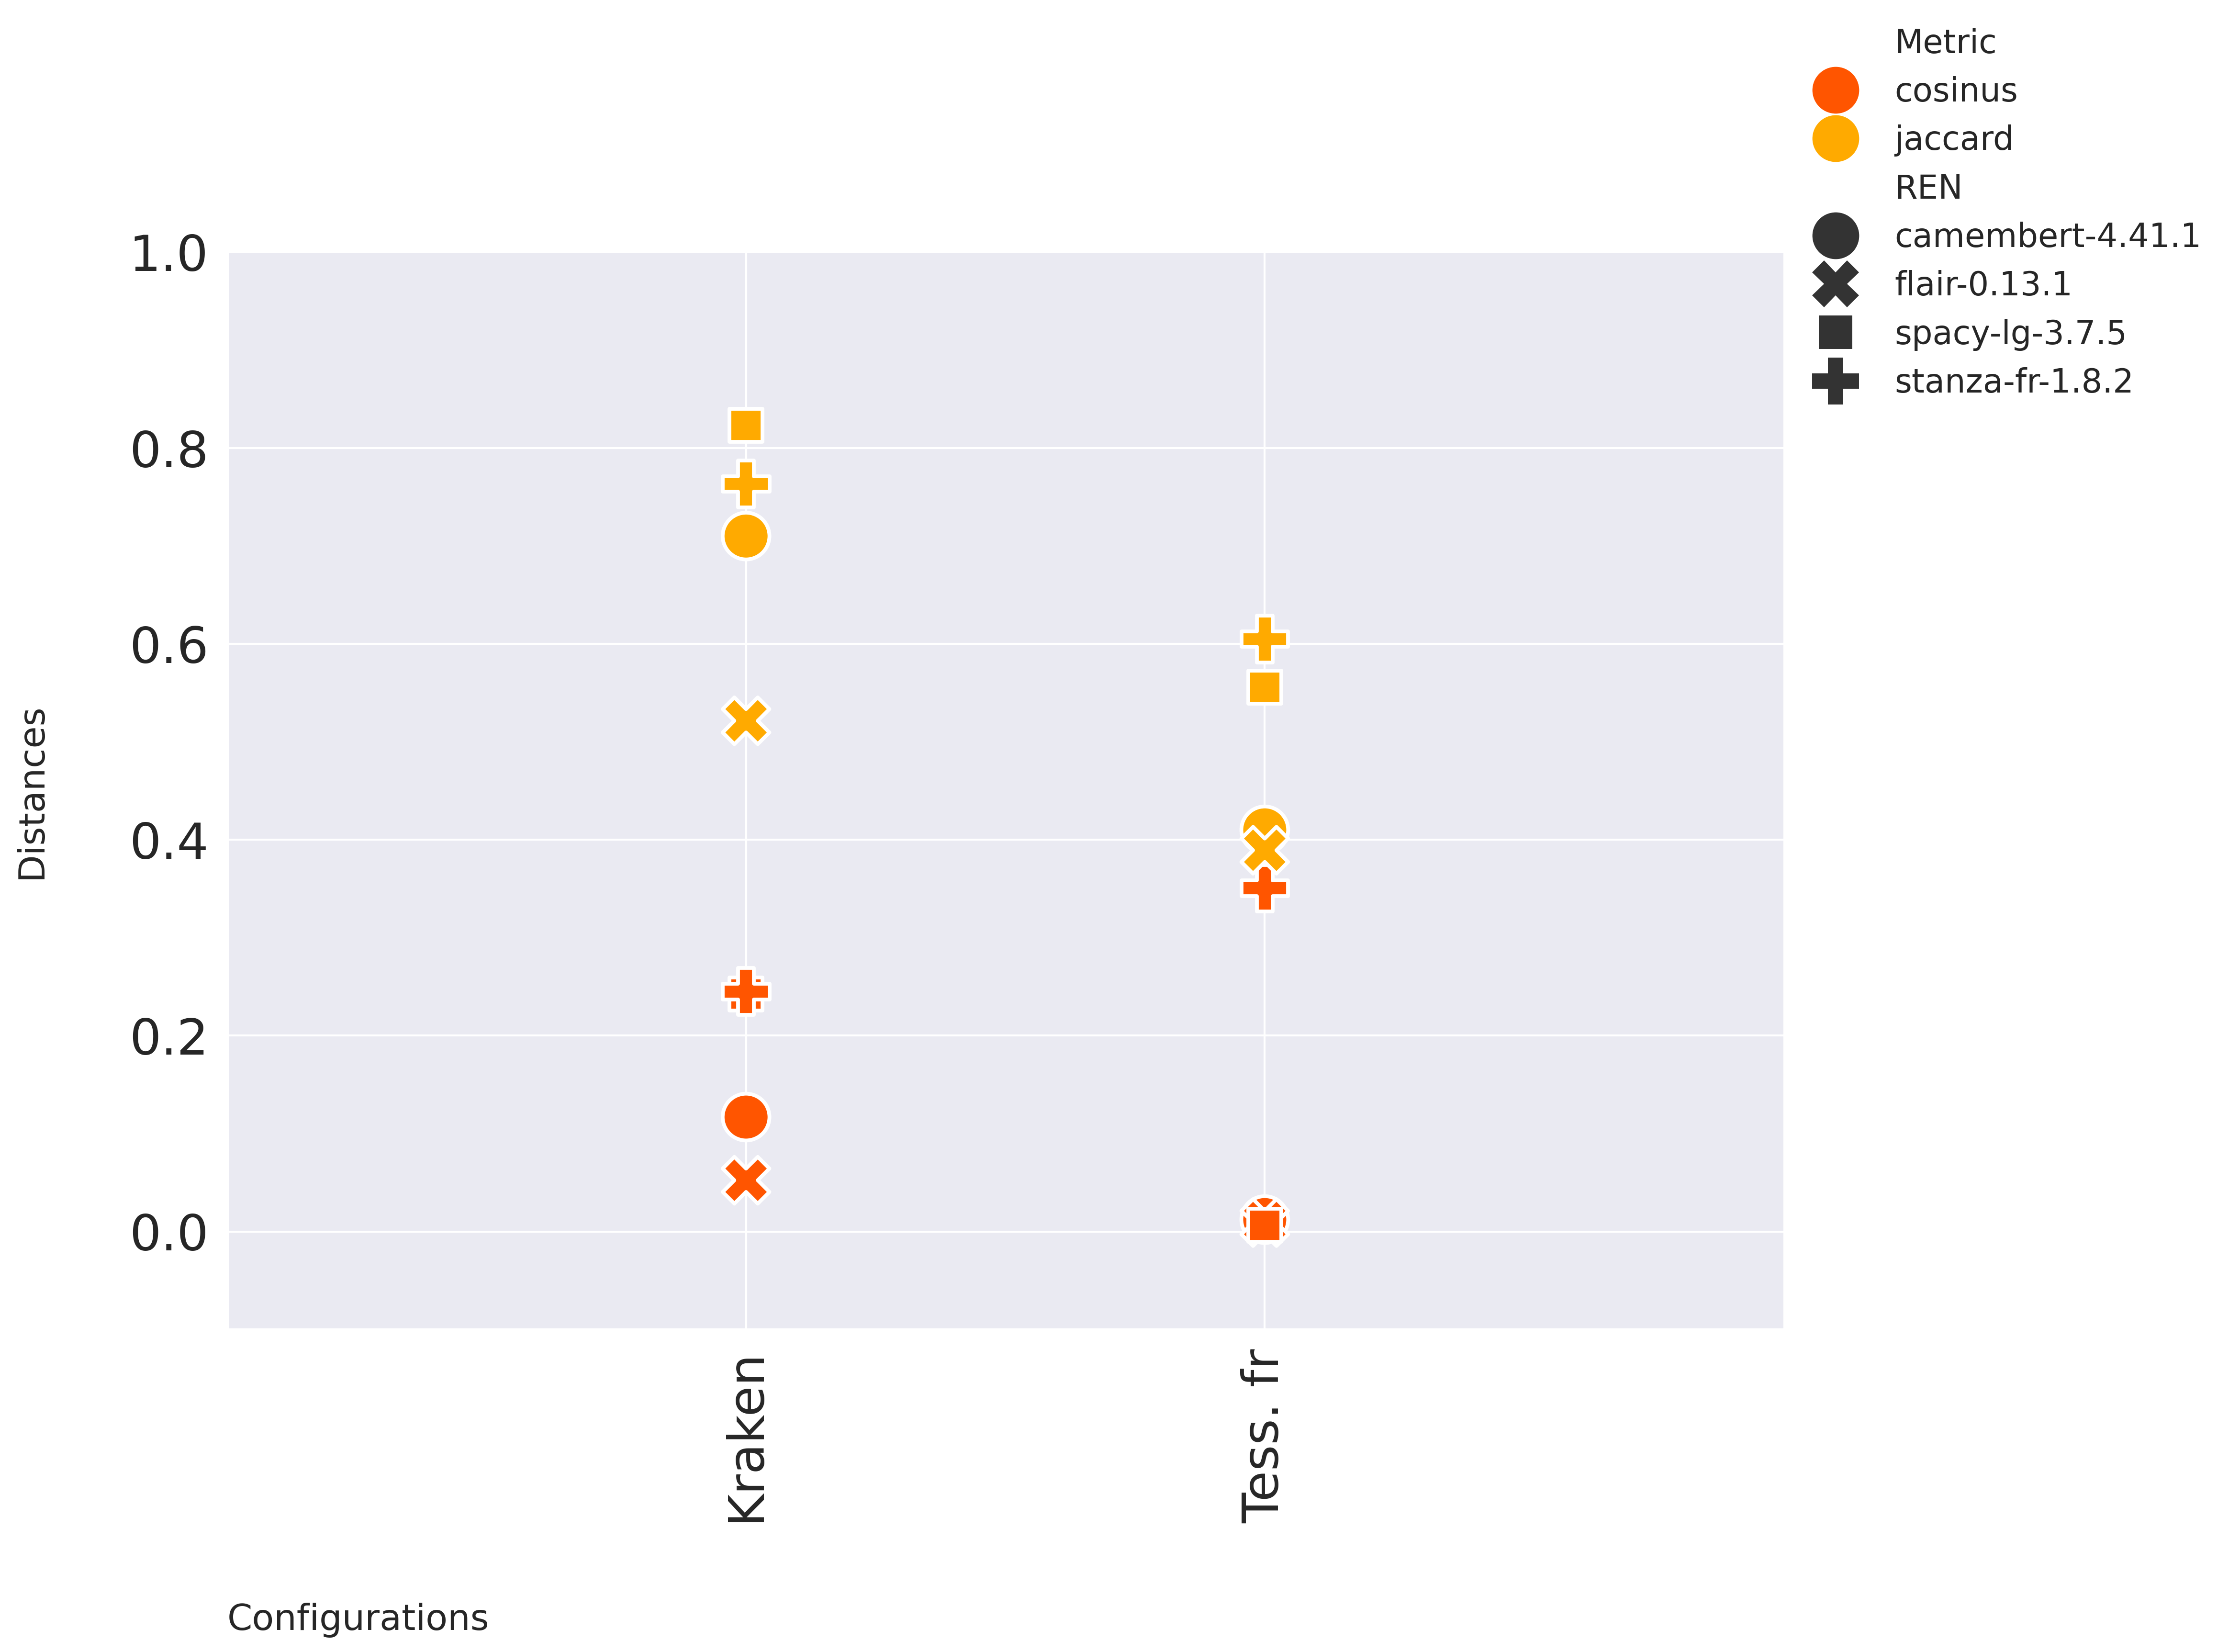 Metric
cosinus
jaccard
REN
camembert-4.41.1
flair-0.13.1
spacy-lg-3.7.5
stanza-fr-1.8.2
1.0
0.8
0.6
0.4
0.2
0.0
Distances
Kraken
Tess. fr
Configurations